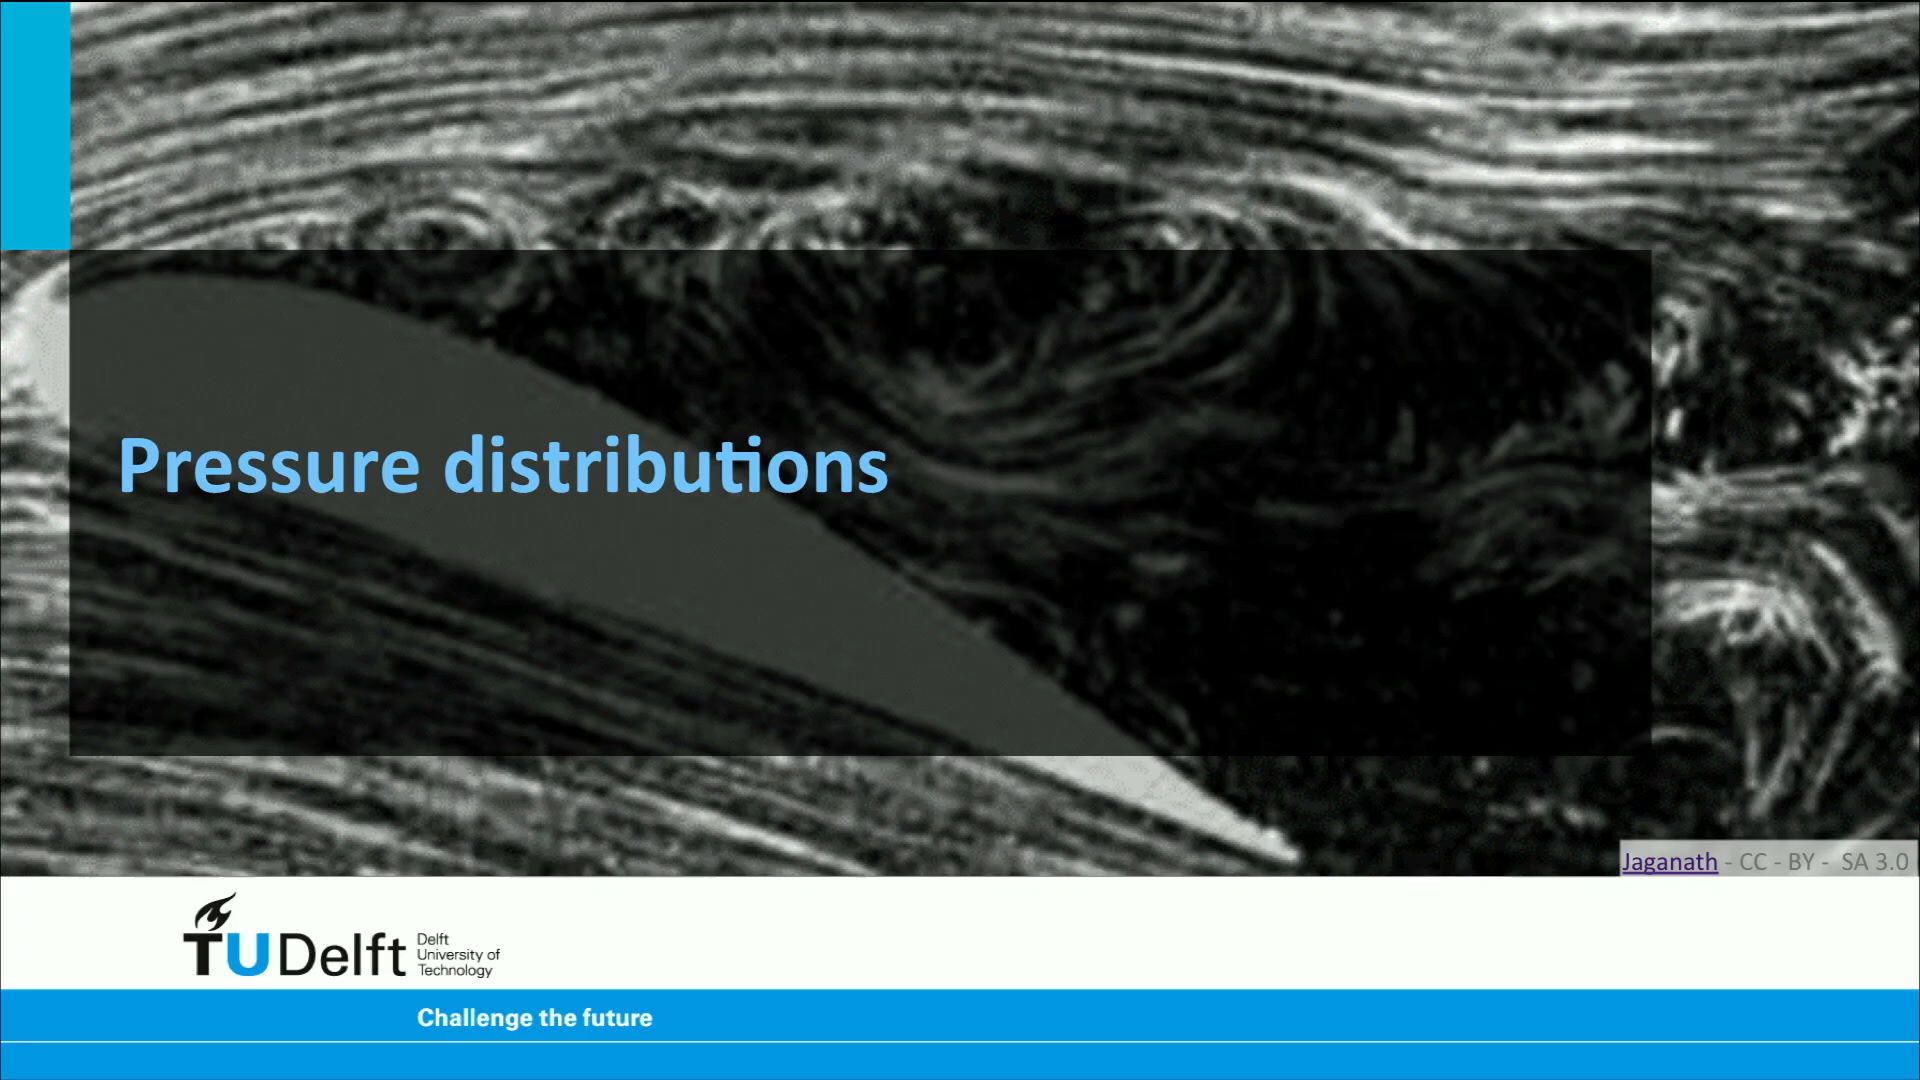 Pressure distributions
Jaganath - CC - BY - SA 3.0
TUDelft
Delft
University of
Technology
Challenge the future